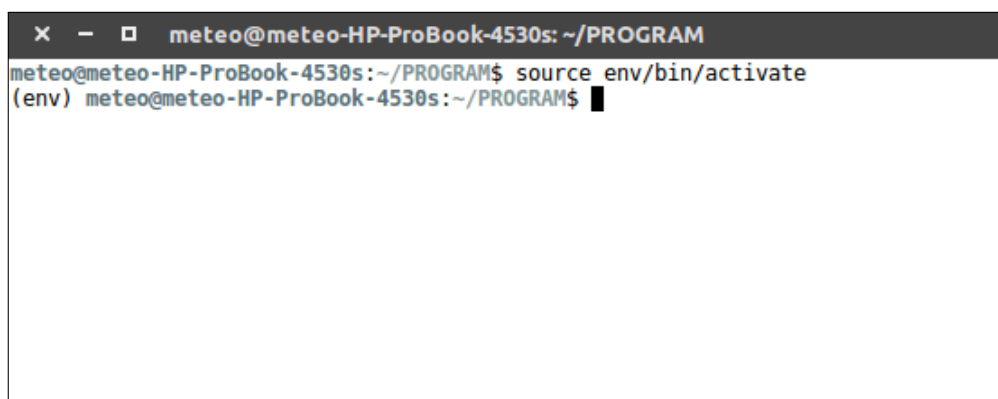 meteo@meteo-HP-ProBook-4530s: ~/PROGRAM
meteo@meteo-HP-ProBook-4530s:~/PROGRAM$ source env/bin/activate
(env) meteo@meteo-HP-ProBook-4530s:~/PROGRAM$